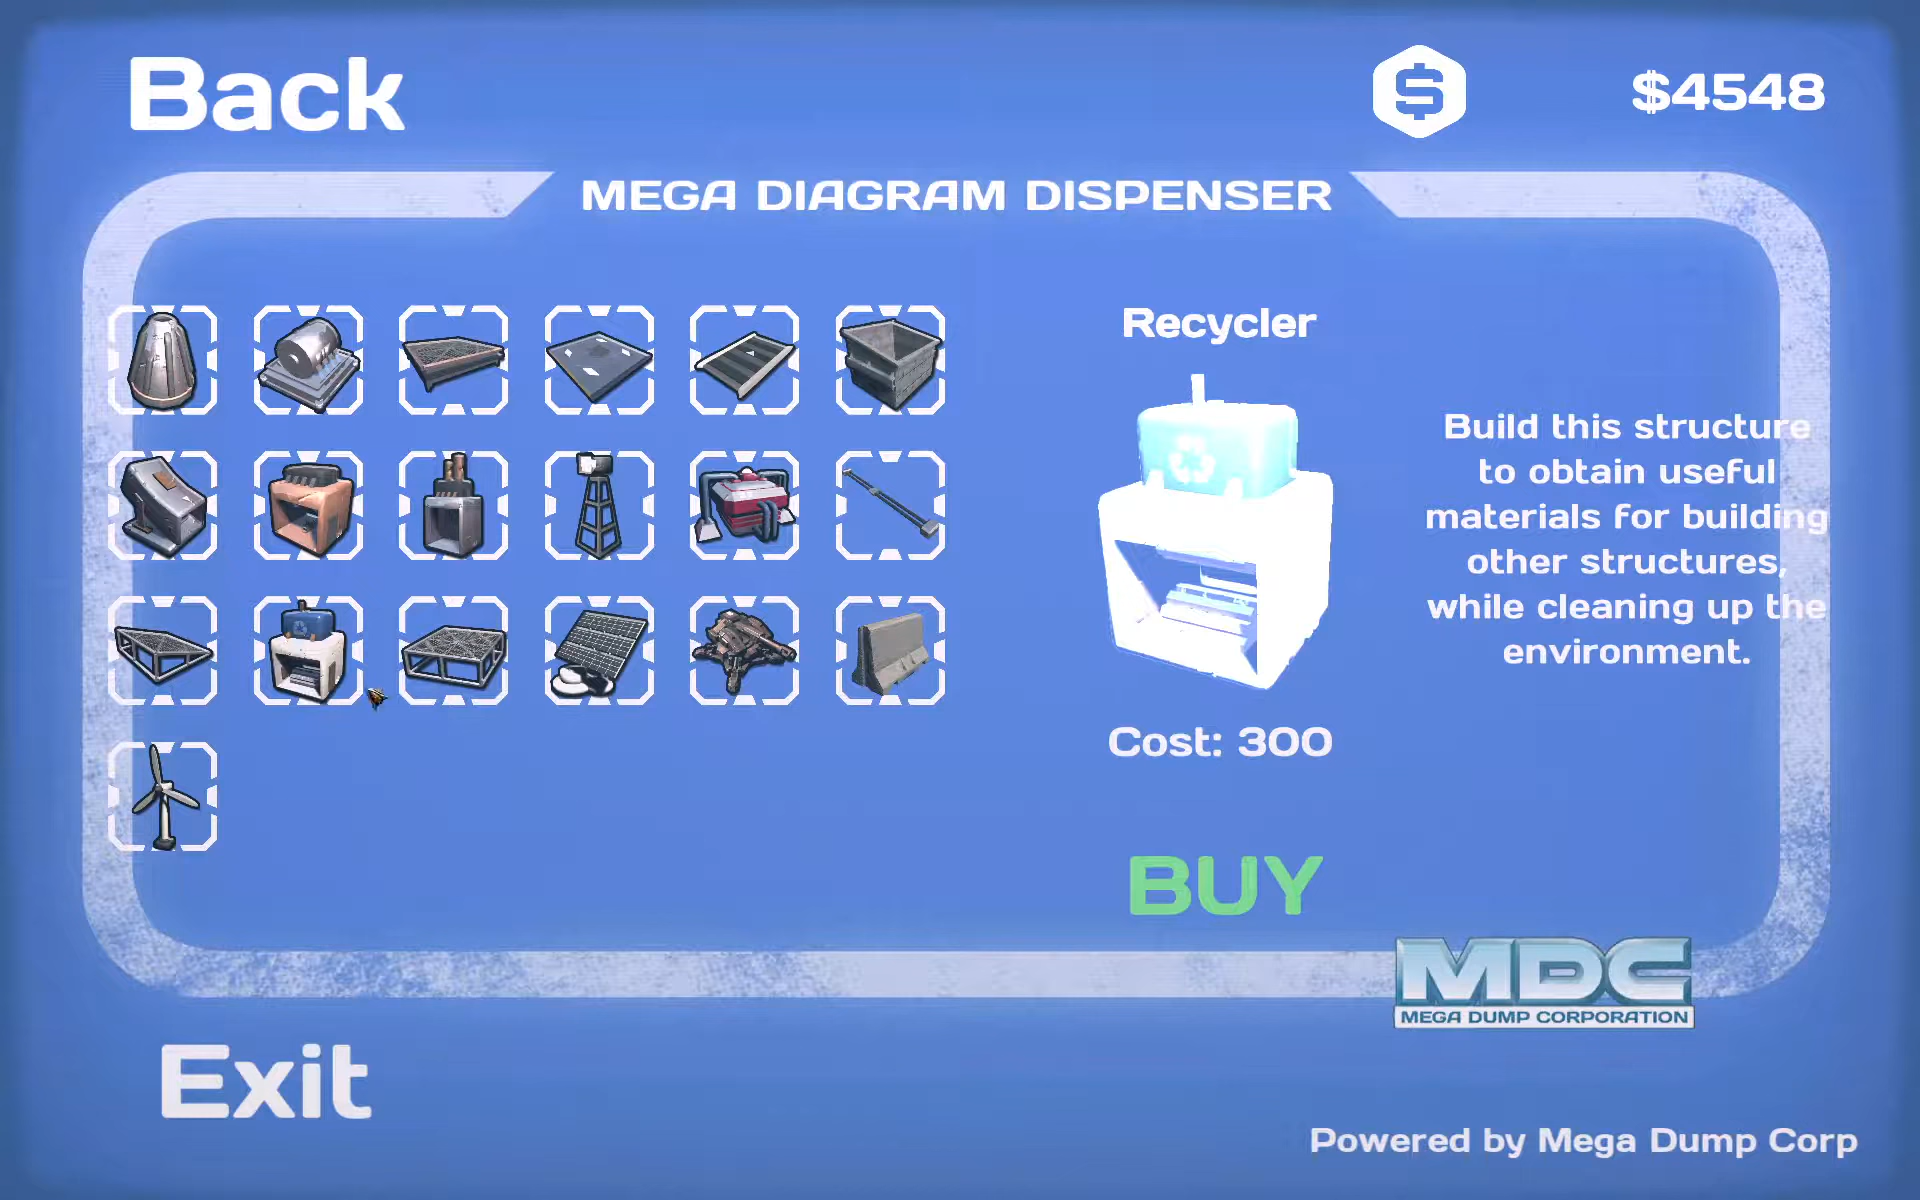 Back
$4548
MEGA DIAGRAM DISPENSER
Recycler
Build this structure
to obtain useful
materials for building
other structures,
while cleaning up the
environment.
Cost: 300
BUY
MDC
MEGA DUMP CORPORATION
Exit
Powered by Mega Dump Corp